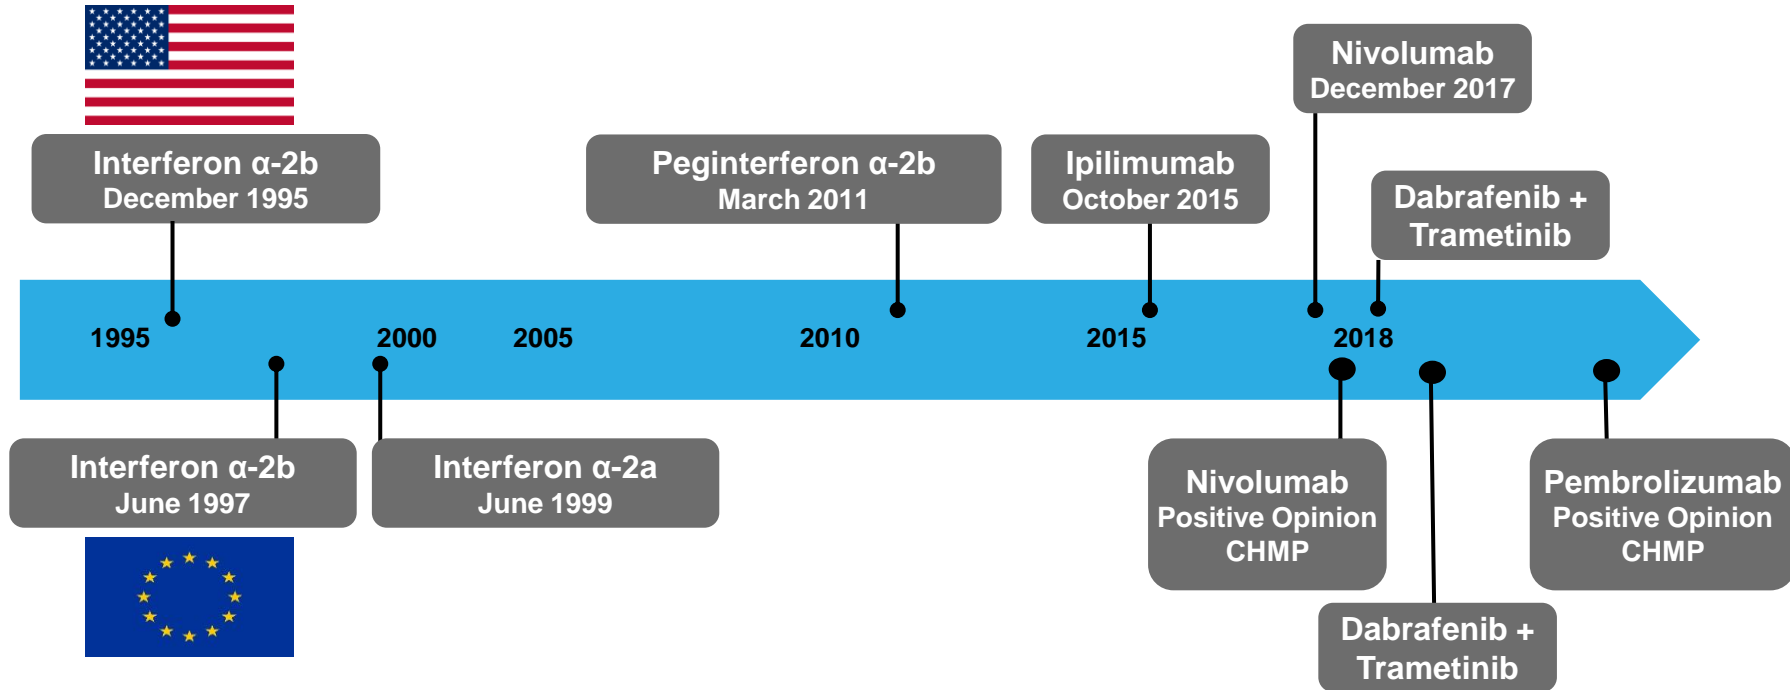 Nivolumab
December 2017
Interferon α-2b
December 1995
Peginterferon α-2b
March 2011
Ipilimumab
October 2015
Dabrafenib +
Trametinib
1995
2000
2005
2010
2015
2018
Interferon α-2b
June 1997
Interferon α-2a
June 1999
Nivolumab
Positive Opinion
CHMP
Pembrolizumab
Positive Opinion
CHMP
Dabrafenib +
Trametinib